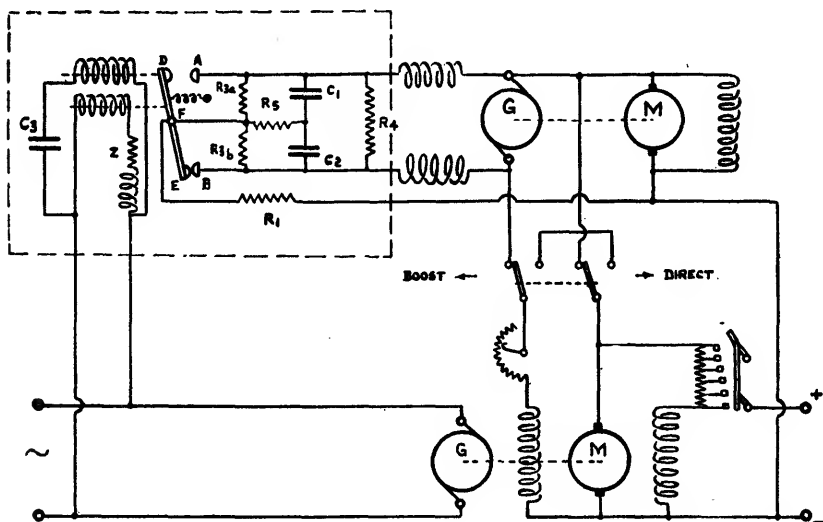 D A
R3a
C1
F
R5
C3
R4
G
M
Z
R3b
C2
E B
R1
BOOST
DIRECT
+
~
G
M
−